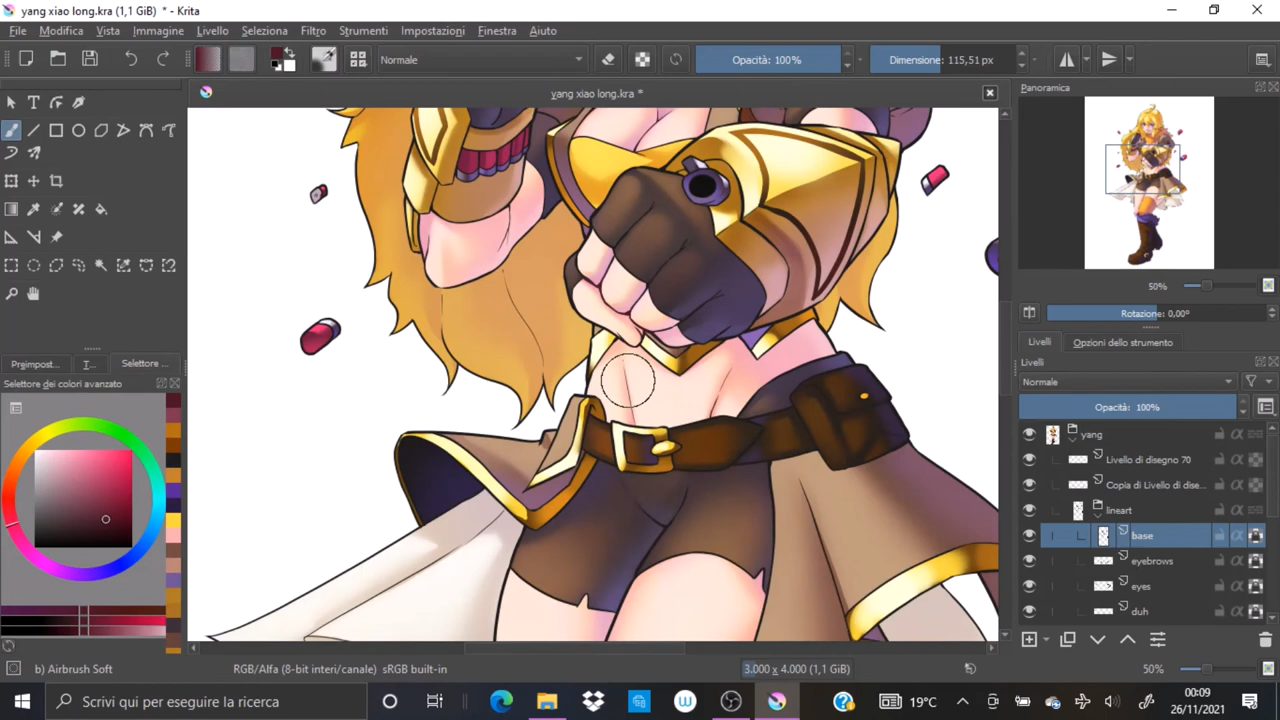 yang xiao long.kra (1,1 GiB) * - Krita
File Modifica Vista Immagine Livello Seleziona Filtro Strumenti Impostazioni Finestra Aiuto
Normale Opacità: 100% Dimensione: 115,51 px
yang xiao long.kra *
Panoramica
50%
Rotazione: 0,00°
Livelli Opzioni dello strumento
Livelli
Normale
Opacità: 100%
yang
Livello di disegno 70
Copia di Livello di dise...
lineart
base
eyebrows
eyes
duh
Preimpost... T... Selettore ...
Selettore dei colori avanzato
b) Airbrush Soft RGB/Alfa (8-bit interi/canale) sRGB built-in 3.000 x 4.000 (1,1 GiB) 50%
Scrivi qui per eseguire la ricerca 19°C 00:09
26/11/2021